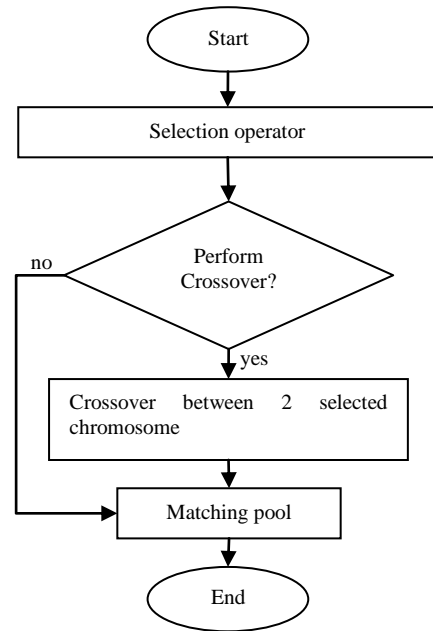 Start
Selection operator
Perform
Crossover?
no
yes
Crossover between 2 selected
chromosome
Matching pool
End